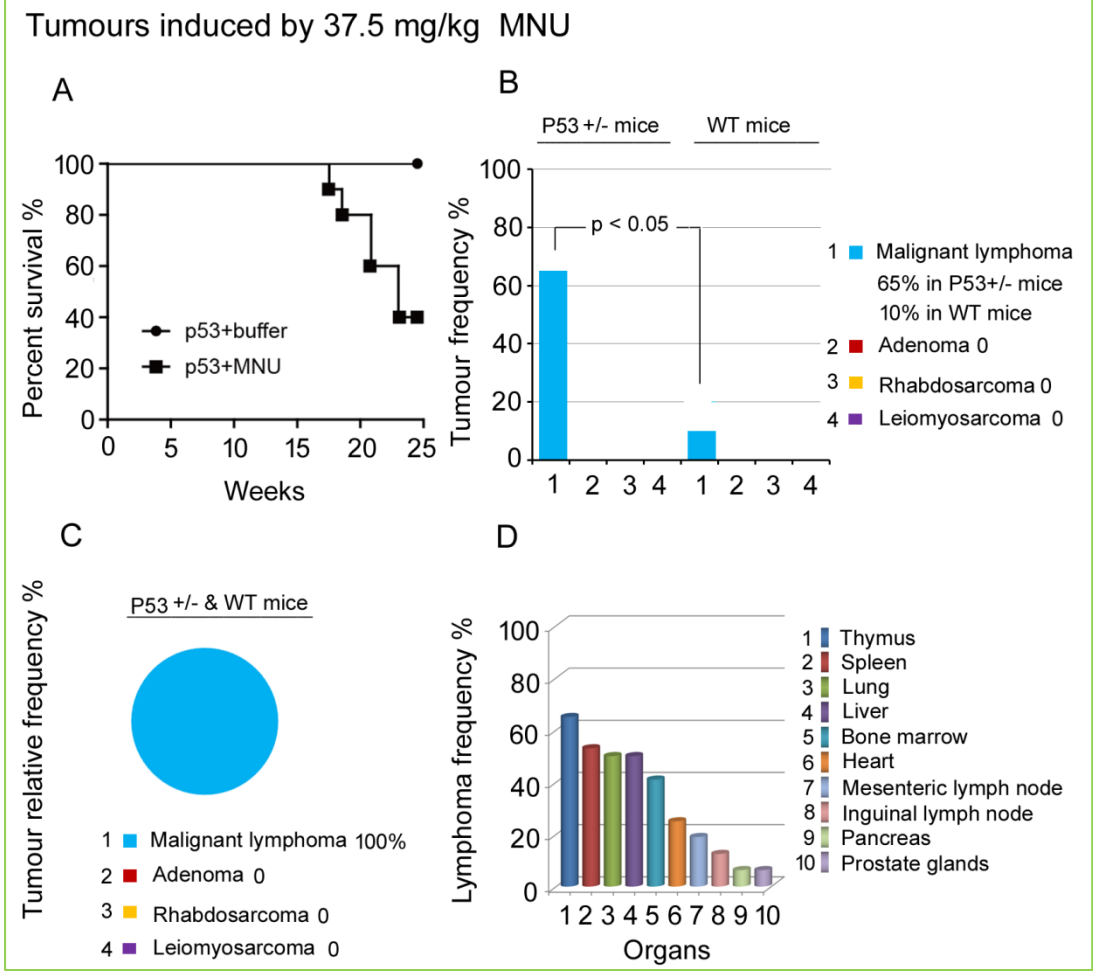 Tumours induced by 37.5 mg/kg MNU
A
Percent survival %
100
80
60
40
20
0
p53+buffer
p53+MNU
0 5 10 15 20 25
Weeks
B
P53 +/- mice WT mice
Tumour frequency %
100
80
60
40
20
0
p < 0.05
1 2 3 4 1 2 3 4
1 Malignant lymphoma
65% in P53+/- mice
10% in WT mice
2 Adenoma 0
3 Rhabdosarcoma 0
4 Leiomyosarcoma 0
C
Tumour relative frequency %
P53 +/- & WT mice
1 Malignant lymphoma 100%
2 Adenoma 0
3 Rhabdosarcoma 0
4 Leiomyosarcoma 0
D
Lymphoma frequency %
100
80
60
40
20
0
1 2 3 4 5 6 7 8 9 10
Organs
1 Thymus
2 Spleen
3 Lung
4 Liver
5 Bone marrow
6 Heart
7 Mesenteric lymph node
8 Inguinal lymph node
9 Pancreas
10 Prostate glands